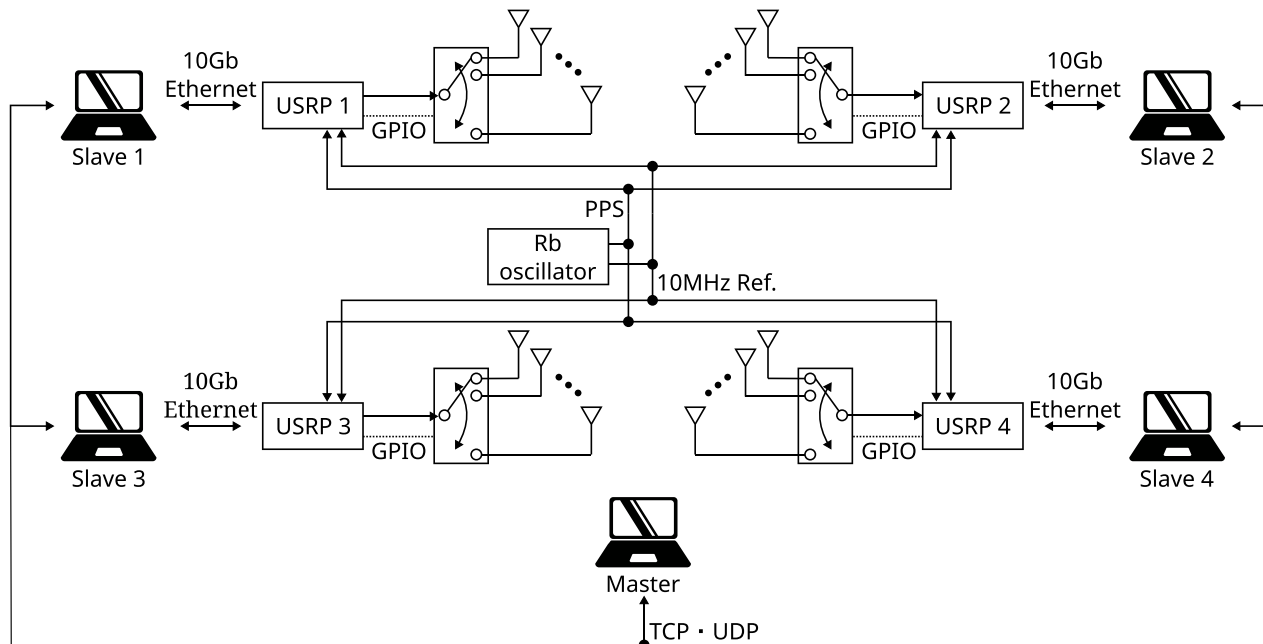 10Gb
Ethernet
Slave 1
USRP 1
GPIO
USRP 2
GPIO
10Gb
Ethernet
Slave 2
PPS
Rb
oscillator
10MHz Ref.
10Gb
Ethernet
Slave 3
USRP 3
GPIO
USRP 4
GPIO
10Gb
Ethernet
Slave 4
Master
TCP・UDP